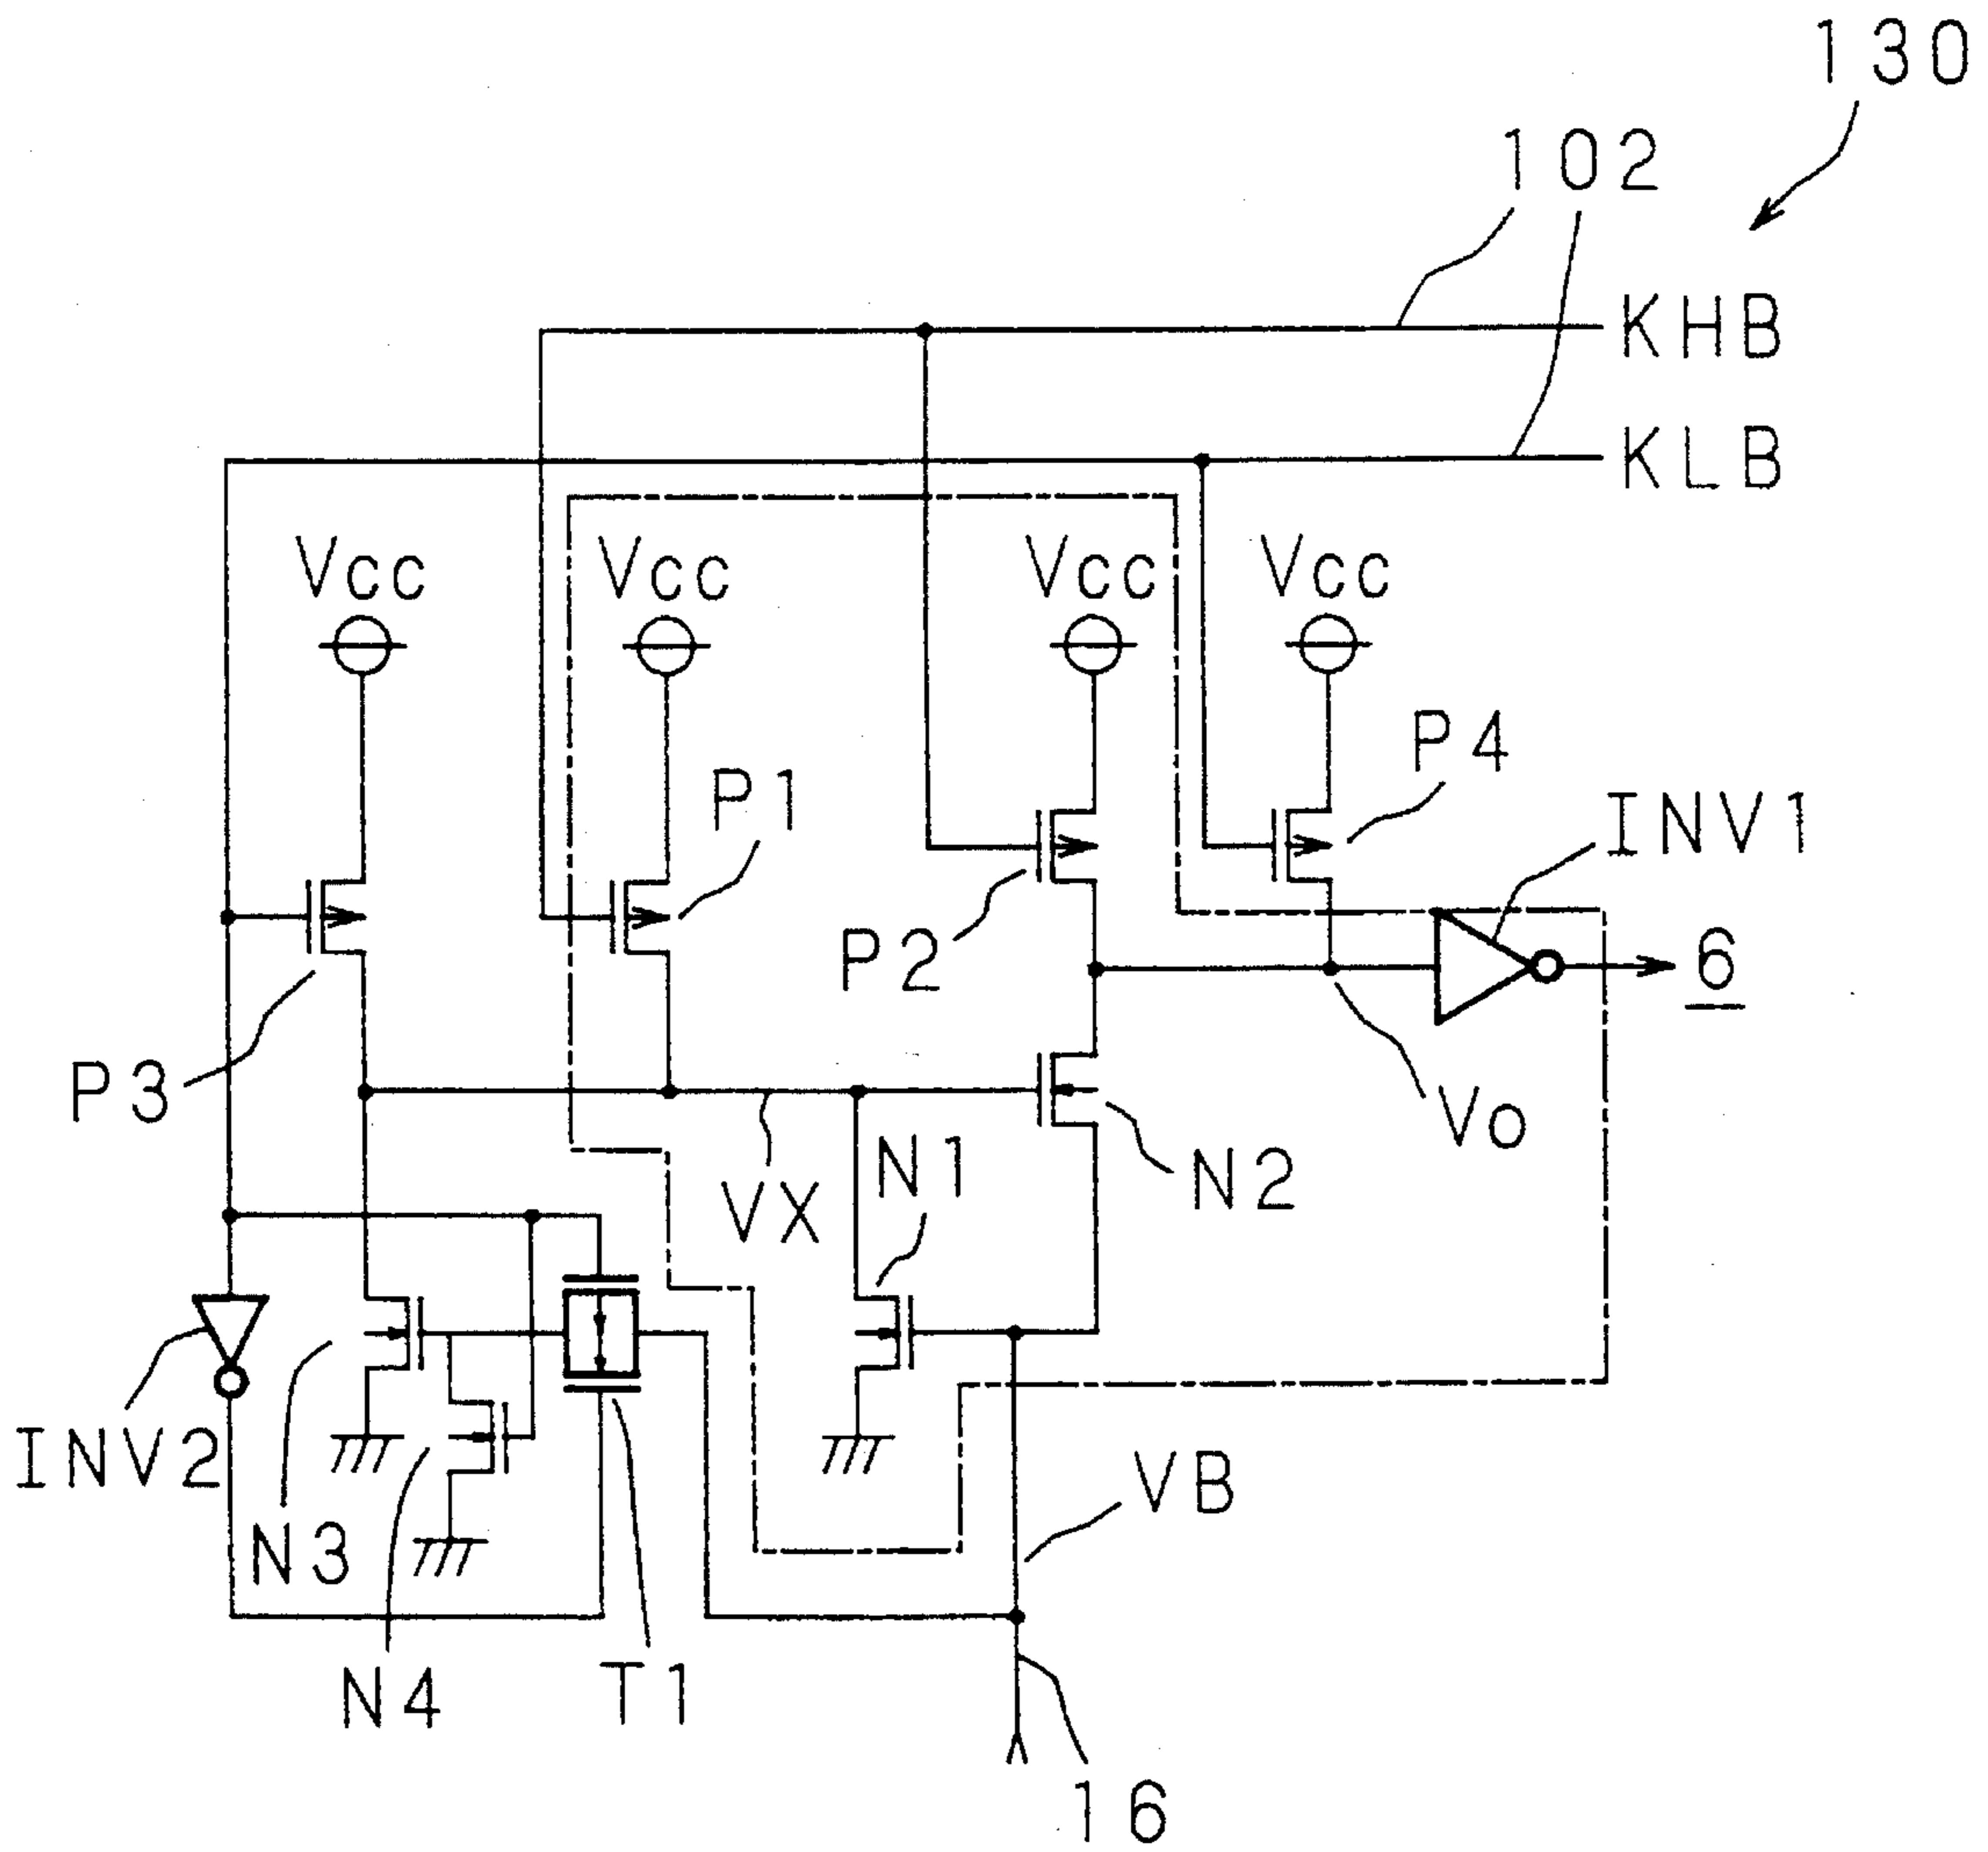 130
102
KHB
KLB
Vcc Vcc Vcc Vcc
P4
P1
INV1
P2
6
P3
Vo
N1
N2
VX
INV2
VB
N3
N4
T1
16